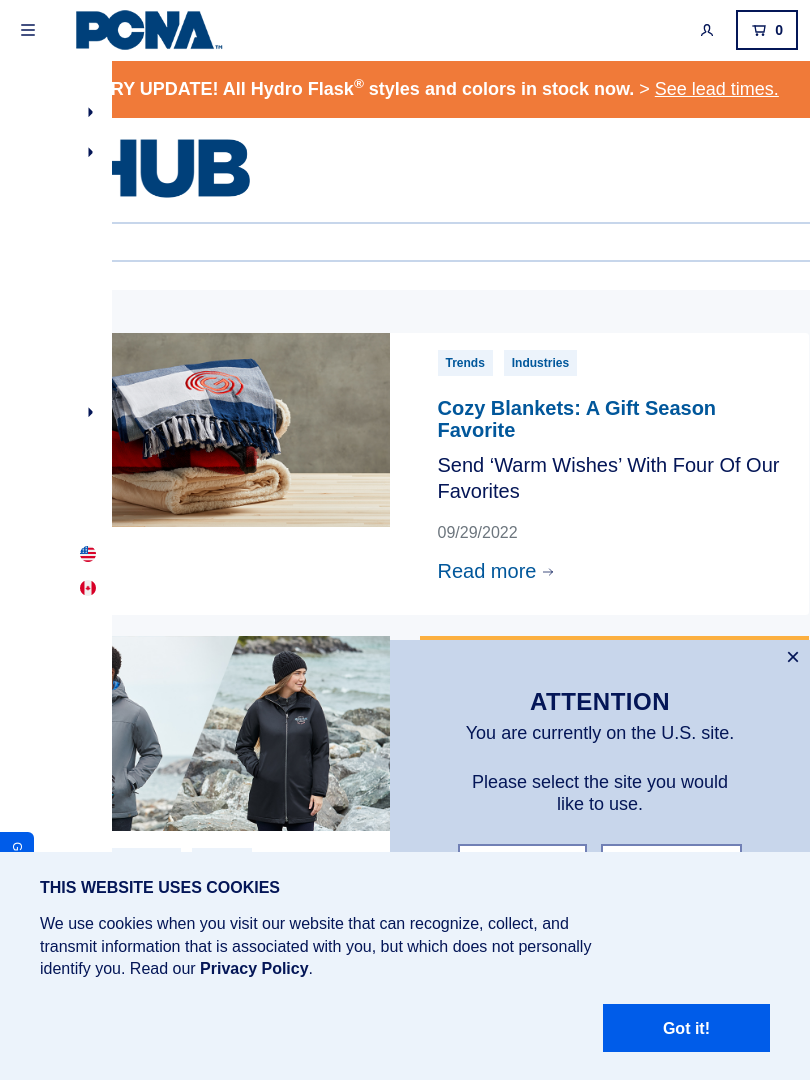 PCNA™
0
RY UPDATE! All Hydro Flask® styles and colors in stock now. > See lead times.
HUB
Trends Industries
Cozy Blankets: A Gift Season
Favorite
Send ‘Warm Wishes’ With Four Of Our
Favorites
09/29/2022
Read more
ATTENTION
You are currently on the U.S. site.
Please select the site you would
like to use.
G
THIS WEBSITE USES COOKIES
We use cookies when you visit our website that can recognize, collect, and
transmit information that is associated with you, but which does not personally
identify you. Read our Privacy Policy.
Got it!